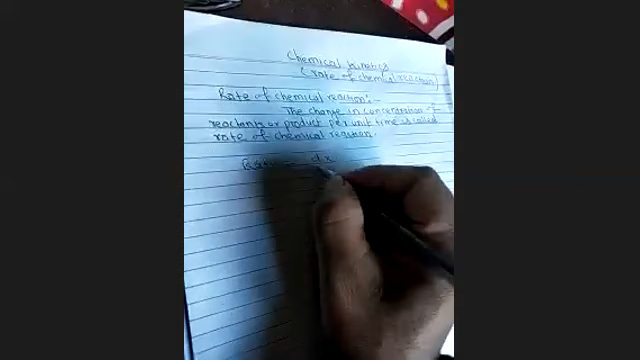 Chemical kinetics
(rate of chemical reaction)
Rate of chemical reaction:-
The change in concentration of
reactants or product per unit time is called
rate of chemical reaction.
Rate = dx